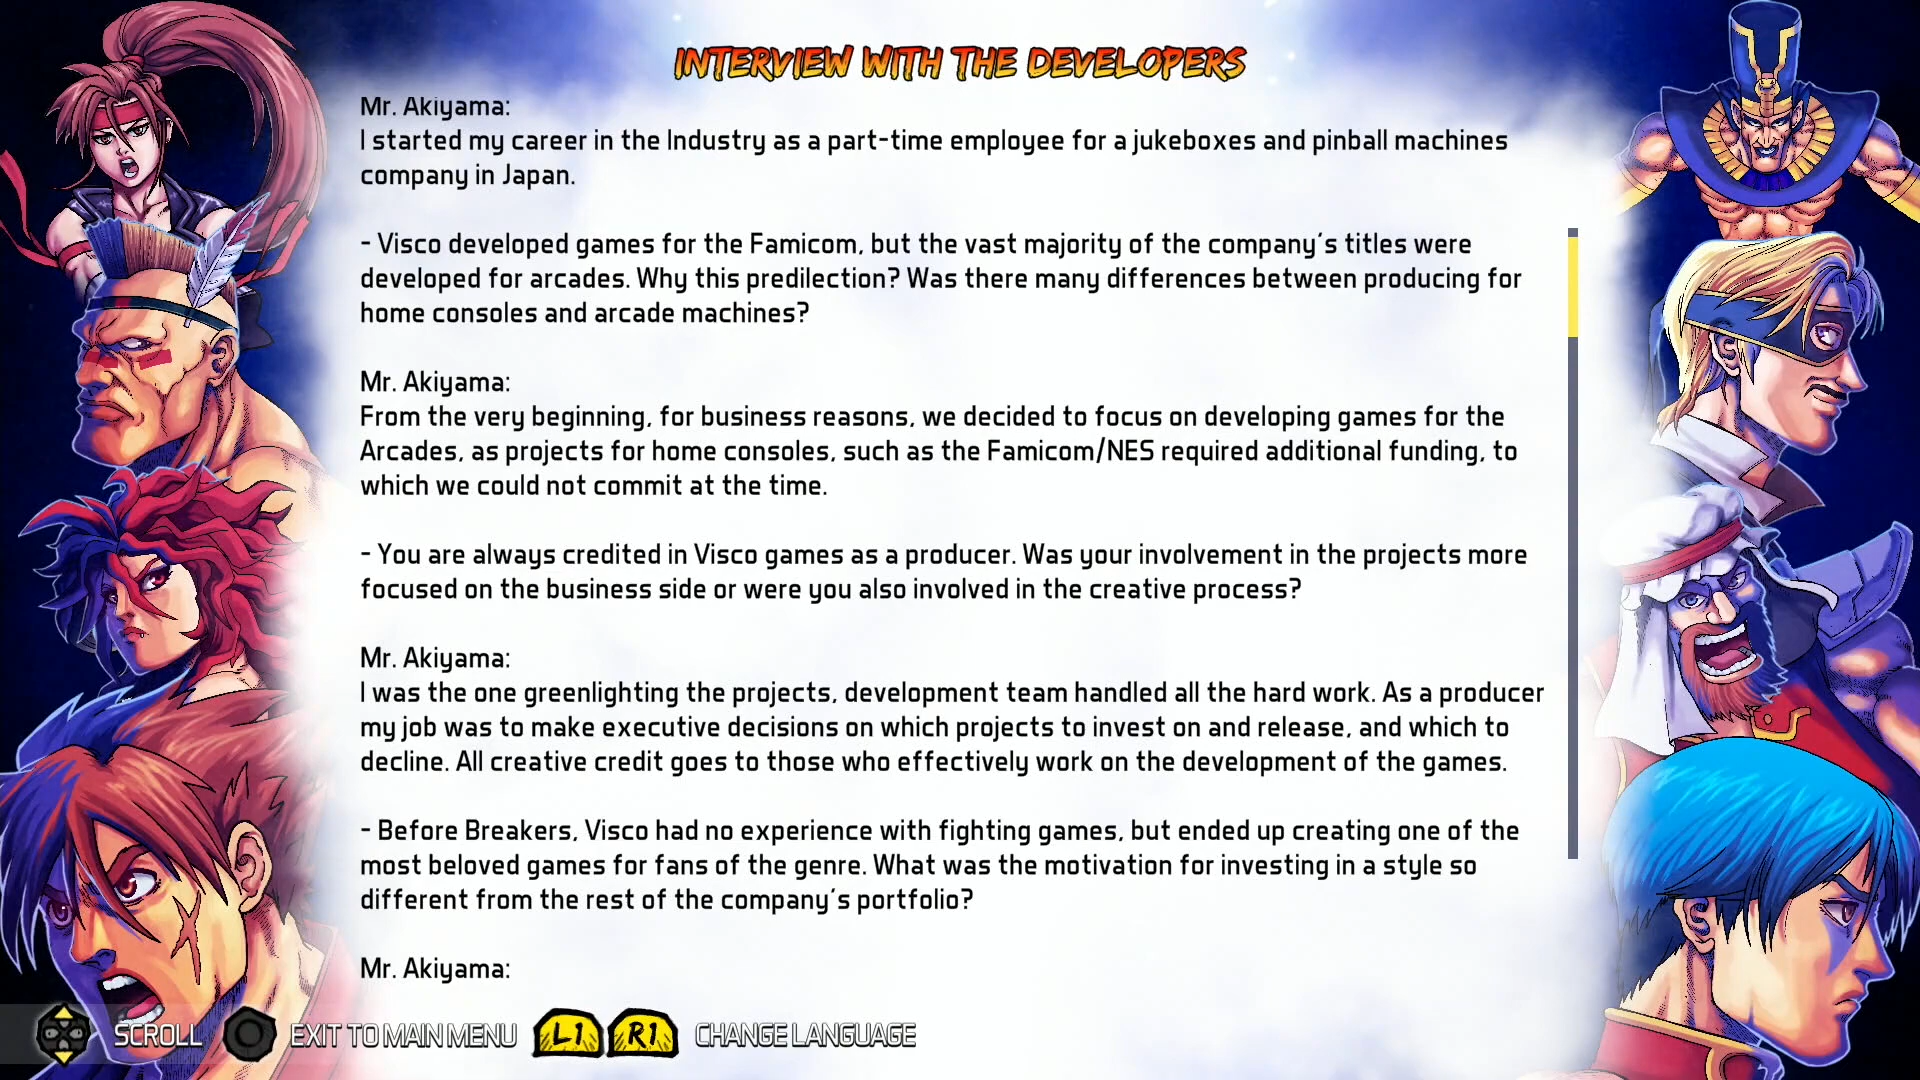 INTERVIEW WITH THE DEVELOPERS
Mr. Akiyama:
I started my career in the Industry as a part-time employee for a jukeboxes and pinball machines
company in Japan.
- Visco developed games for the Famicom, but the vast majority of the company's titles were
developed for arcades. Why this predilection? Was there many differences between producing for
home consoles and arcade machines?
Mr. Akiyama:
From the very beginning, for business reasons, we decided to focus on developing games for the
Arcades, as projects for home consoles, such as the Famicom/NES required additional funding, to
which we could not commit at the time.
- You are always credited in Visco games as a producer. Was your involvement in the projects more
focused on the business side or were you also involved in the creative process?
Mr. Akiyama:
I was the one greenlighting the projects, development team handled all the hard work. As a producer
my job was to make executive decisions on which projects to invest on and release, and which to
decline. All creative credit goes to those who effectively work on the development of the games.
- Before Breakers, Visco had no experience with fighting games, but ended up creating one of the
most beloved games for fans of the genre. What was the motivation for investing in a style so
different from the rest of the company's portfolio?
Mr. Akiyama:
SCROLL EXIT TO MAIN MENU L1 R1 CHANGE LANGUAGE